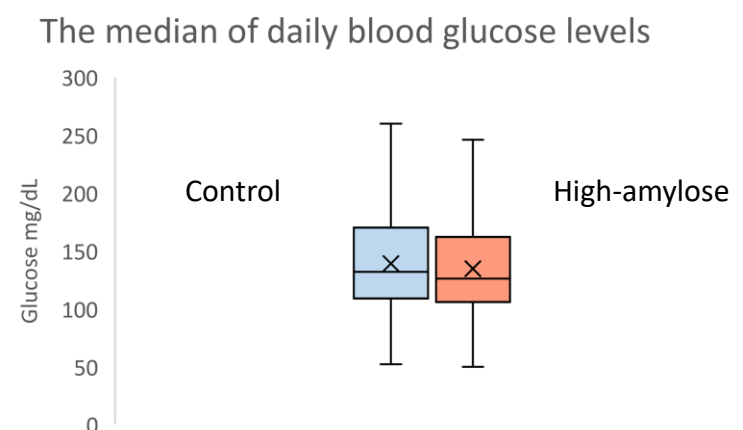 The median of daily blood glucose levels
300
250
200
150
100
50
0
Glucose mg/dL
Control
High-amylose